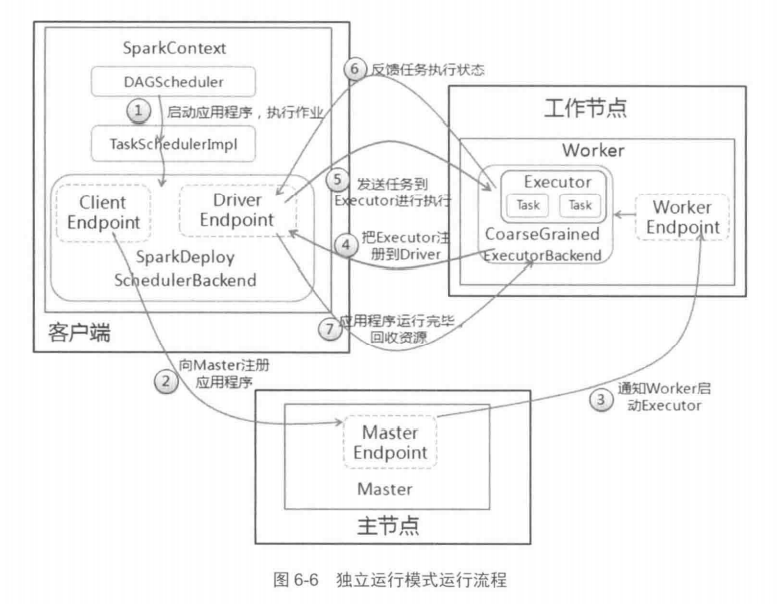 SparkContext
DAGScheduler
1
启动应用程序，执行作业
TaskSchedulerImpl
Client
Endpoint
Driver
Endpoint
SparkDeploy
SchedulerBackend
客户端
6
反馈任务执行状态
5
发送任务到
Executor进行执行
4
把Executor注
册到Driver
7
应用程序运行完毕，
回收资源
工作节点
Worker
Executor
Task
Task
CoarseGrained
ExecutorBackend
Worker
Endpoint
2
向Master注册
应用程序
3
通知Worker启
动Executor
Master
Endpoint
Master
主节点
图 6-6 独立运行模式运行流程